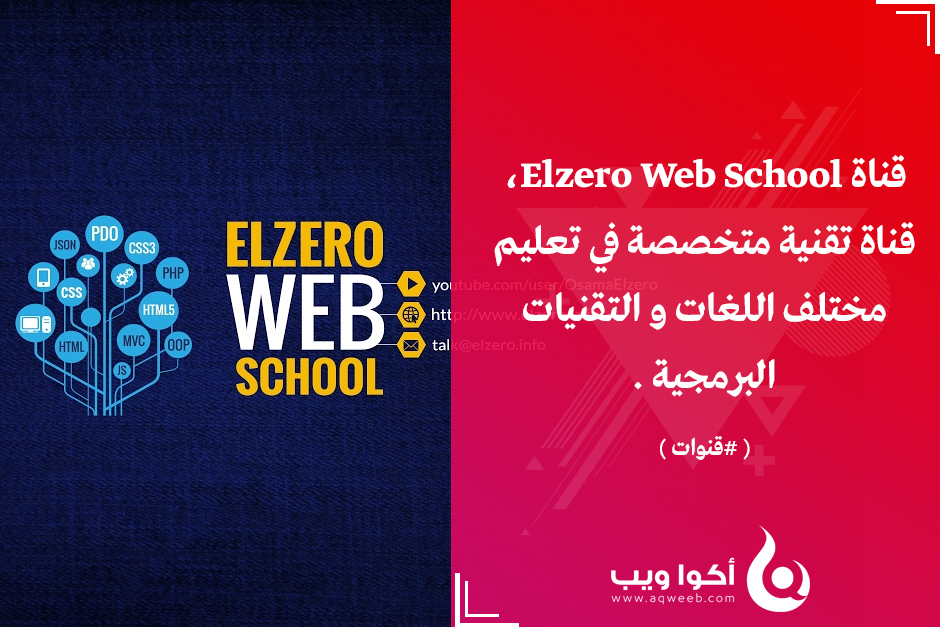 JSON
PDO
CSS3
PHP
CSS
HTML5
HTML
MVC
OOP
JS
ELZERO
WEB
SCHOOL
youtube.com/user/OsamaElzero
http://www.
talk@elzero.info
قناة Elzero Web School،
قناة تقنية متخصصة في تعليم
مختلف اللغات و التقنيات
البرمجية .
( #قنوات )
أكوا ويب
www.aqweeb.com